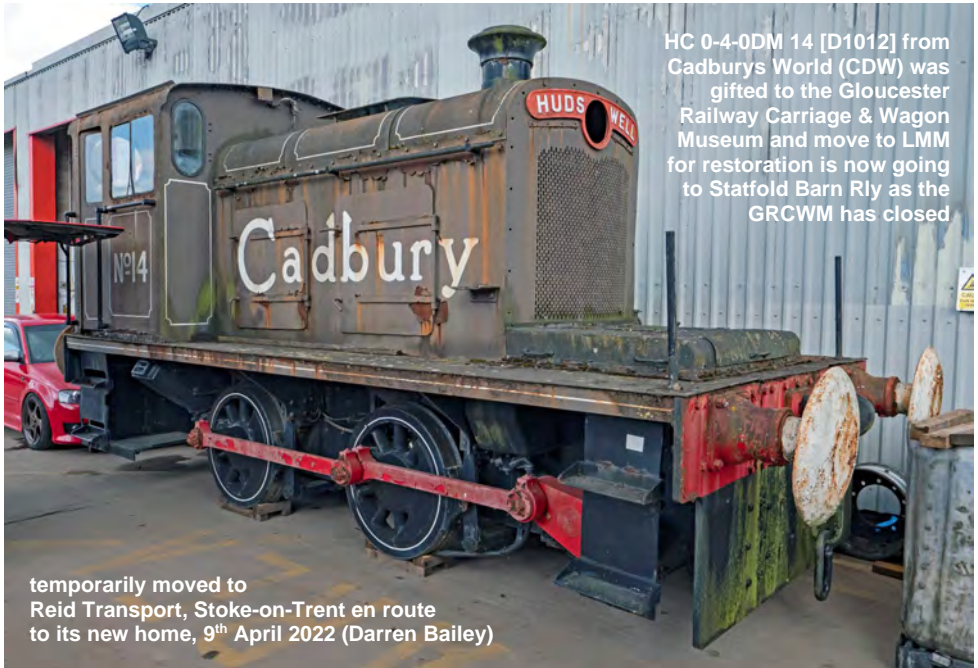 HC 0-4-0DM 14 [D1012] from
Cadburys World (CDW) was
gifted to the Gloucester
Railway Carriage & Wagon
Museum and move to LMM
for restoration is now going
to Statfold Barn Rly as the
GRCWM has closed
HUDS WELL
Nº14
Cadbury
temporarily moved to
Reid Transport, Stoke-on-Trent en route
to its new home, 9th April 2022 (Darren Bailey)